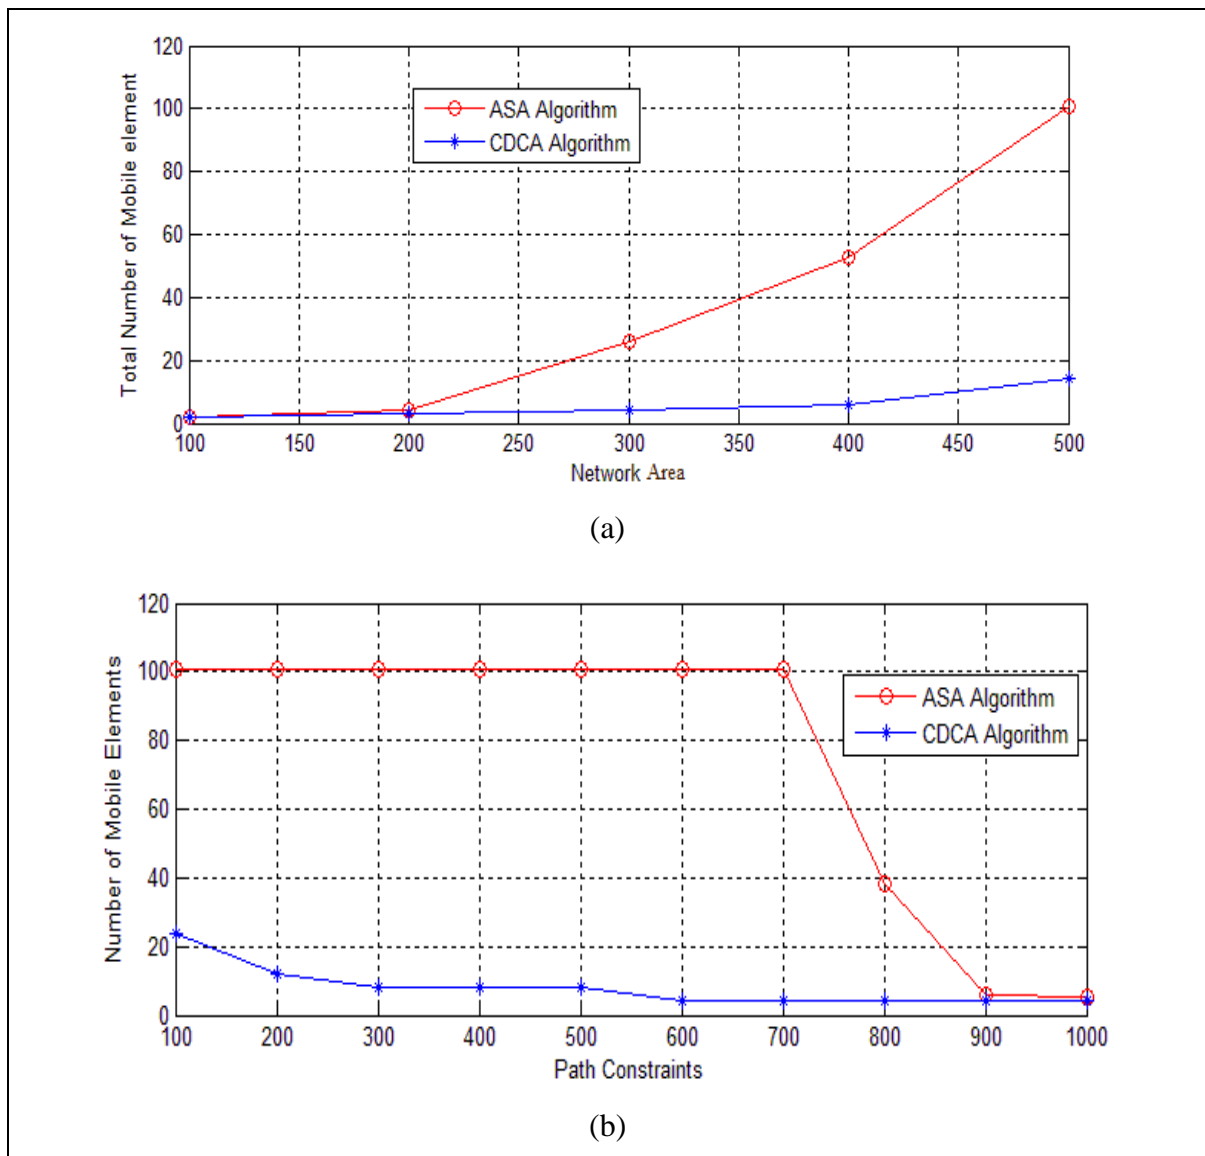 120
100
80
60
40
20
0
Total Number of Mobile element
ASA Algorithm
CDCA Algorithm
100 150 200 250 300 350 400 450 500
Network Area
(a)
120
100
80
60
40
20
0
Number of Mobile Elements
ASA Algorithm
CDCA Algorithm
100 200 300 400 500 600 700 800 900 1000
Path Constraints
(b)